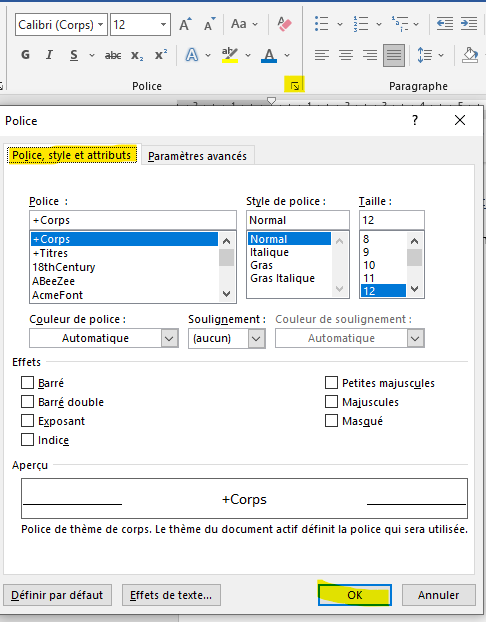 Calibri (Corps) 12 A A Aa A
G I S abc x₂ x² A ab A
Police Paragraphe
Police ? ×
Police, style et attributs Paramètres avancés
Police : Style de police : Taille :
+Corps Normal 12
+Corps Normal 8
+Titres Italique 9
18thCentury Gras 10
ABeeZee Gras Italique 11
AcmeFont 12
Couleur de police : Soulignement : Couleur de soulignement :
Automatique (aucun) Automatique
Effets
Barré Petites majuscules
Barré double Majuscules
Exposant Masqué
Indice
Aperçu
+Corps
Police de thème de corps. Le thème du document actif définit la police qui sera utilisée.
Définir par défaut Effets de texte... OK Annuler